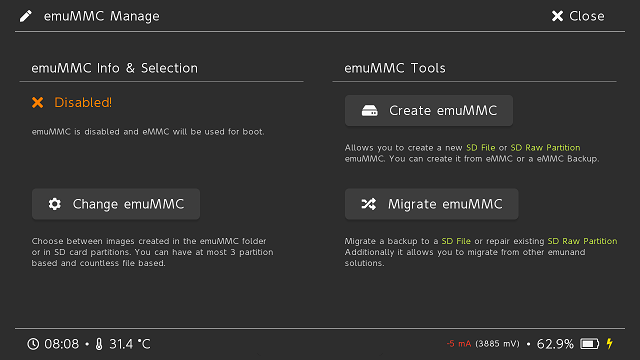 emuMMC Manage
Close
emuMMC Info & Selection
Disabled!
emuMMC is disabled and eMMC will be used for boot.
Change emuMMC
Choose between images created in the emuMMC folder
or in SD card partitions. You can have at most 3 partition
based and countless file based.
emuMMC Tools
Create emuMMC
Allows you to create a new SD File or SD Raw Partition
emuMMC. You can create it from eMMC or a eMMC Backup.
Migrate emuMMC
Migrate a backup to a SD File or repair existing SD Raw Partition
Additionally it allows you to migrate from other emunand
solutions.
08:08 • 31.4 °C
-5 mA (3885 mV) • 62.9%